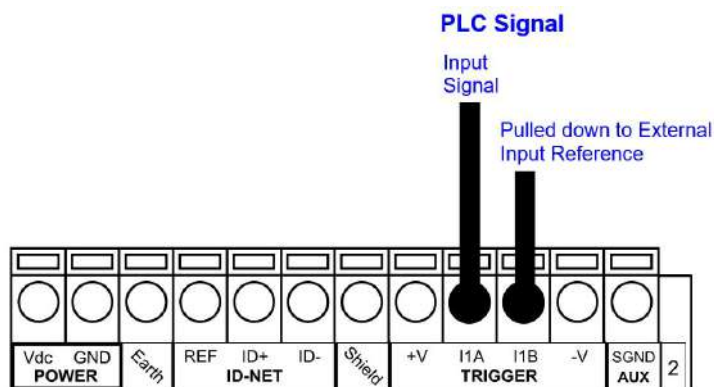 PLC Signal
Input
Signal
Pulled down to External
Input Reference
Vdc GND Earth REF ID+ ID- Shield +V I1A I1B -V SGND 2
POWER ID-NET TRIGGER AUX